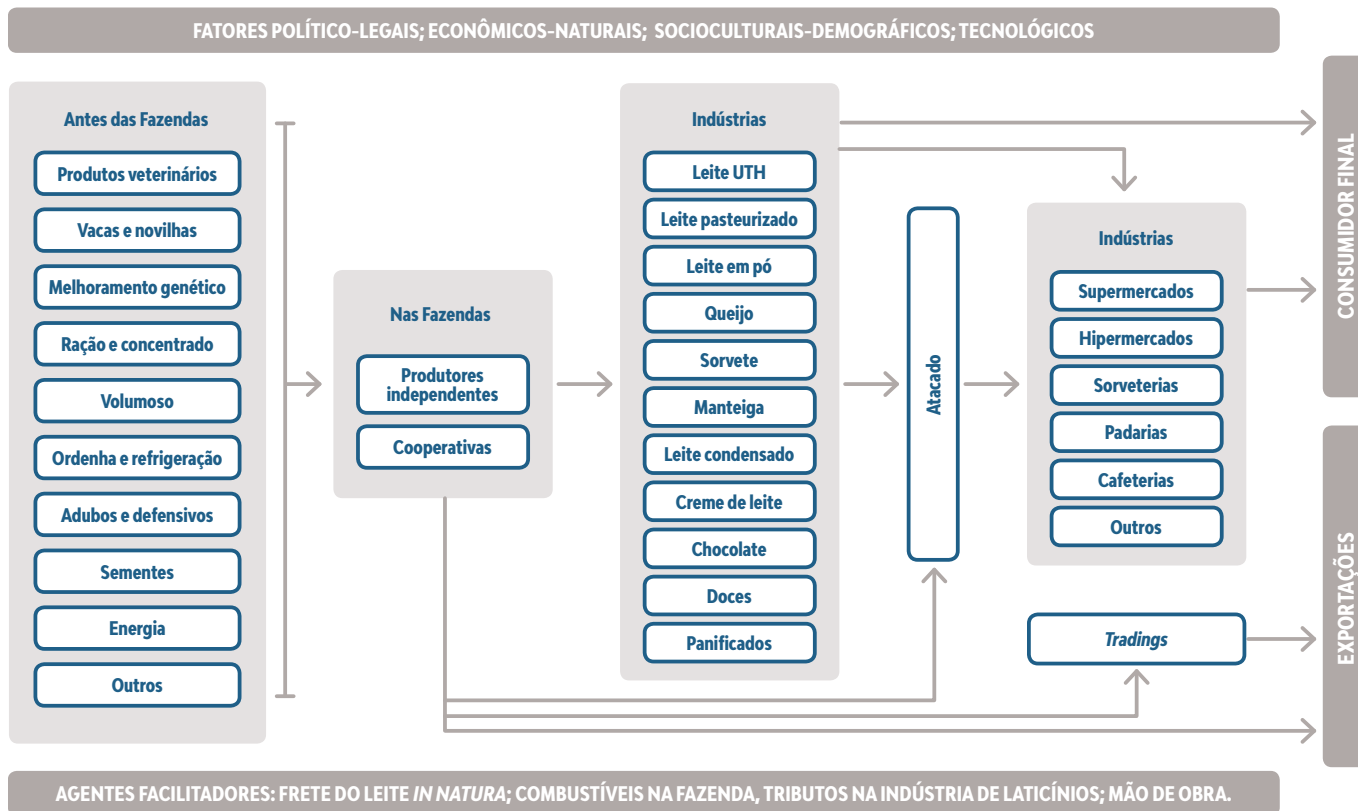 FATORES POLÍTICO-LEGAIS; ECONÔMICOS-NATURAIS; SOCIOCULTURAIS-DEMOGRÁFICOS; TECNOLÓGICOS
Antes das Fazendas
Produtos veterinários
Vacas e novilhas
Melhoramento genético
Ração e concentrado
Volumoso
Ordenha e refrigeração
Adubos e defensivos
Sementes
Energia
Outros
Nas Fazendas
Produtores
independentes
Cooperativas
Indústrias
Leite UTH
Leite pasteurizado
Leite em pó
Queijo
Sorvete
Manteiga
Leite condensado
Creme de leite
Chocolate
Doces
Panificados
Atacado
Indústrias
Supermercados
Hipermercados
Sorveterias
Padarias
Cafeterias
Outros
Tradings
CONSUMIDOR FINAL
EXPORTAÇÕES
AGENTES FACILITADORES: FRETE DO LEITE IN NATURA; COMBUSTÍVEIS NA FAZENDA, TRIBUTOS NA INDÚSTRIA DE LATICÍNIOS; MÃO DE OBRA.